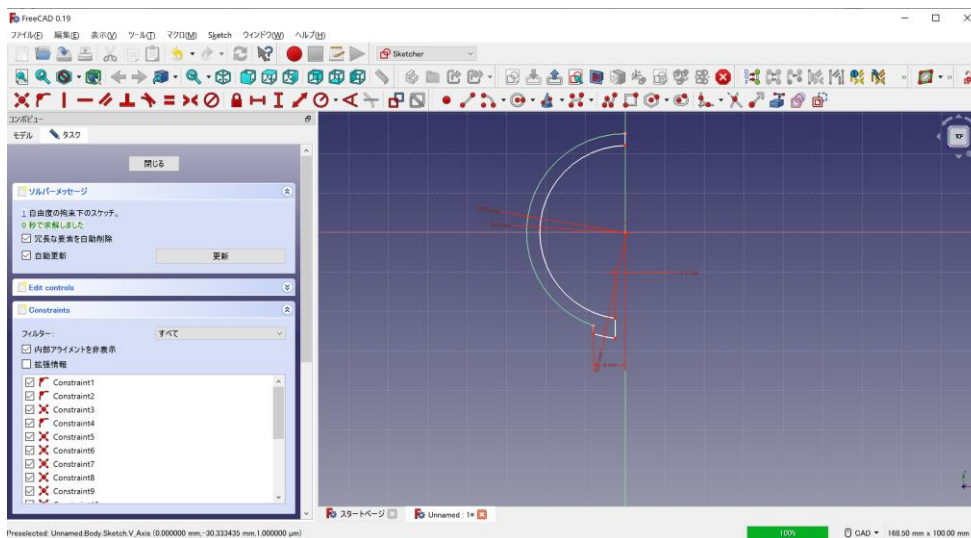 FreeCAD 0.19
ファイル(F) 編集(E) 表示(V) ツール(T) マクロ(M) Sketch ウィンドウ(W) ヘルプ(H)
Sketcher
コンボビュー
モデル タスク
閉じる
ソルバーメッセージ
1 自由度の拘束下のスケッチ。
0 秒で求解しました
冗長な要素を自動削除
自動更新 更新
Edit controls
Constraints
フィルター: すべて
内部アライメントを非表示
拡張情報
Constraint1
Constraint2
Constraint3
Constraint4
Constraint5
Constraint6
Constraint7
Constraint8
Constraint9
TOP
スタートページ Unnamed : 1*
Preselected: Unnamed.Body.Sketch.V_Axis (0.000000 mm,-30.333435 mm,1.000000 μm) 100% CAD 168.50 mm x 100.00 mm